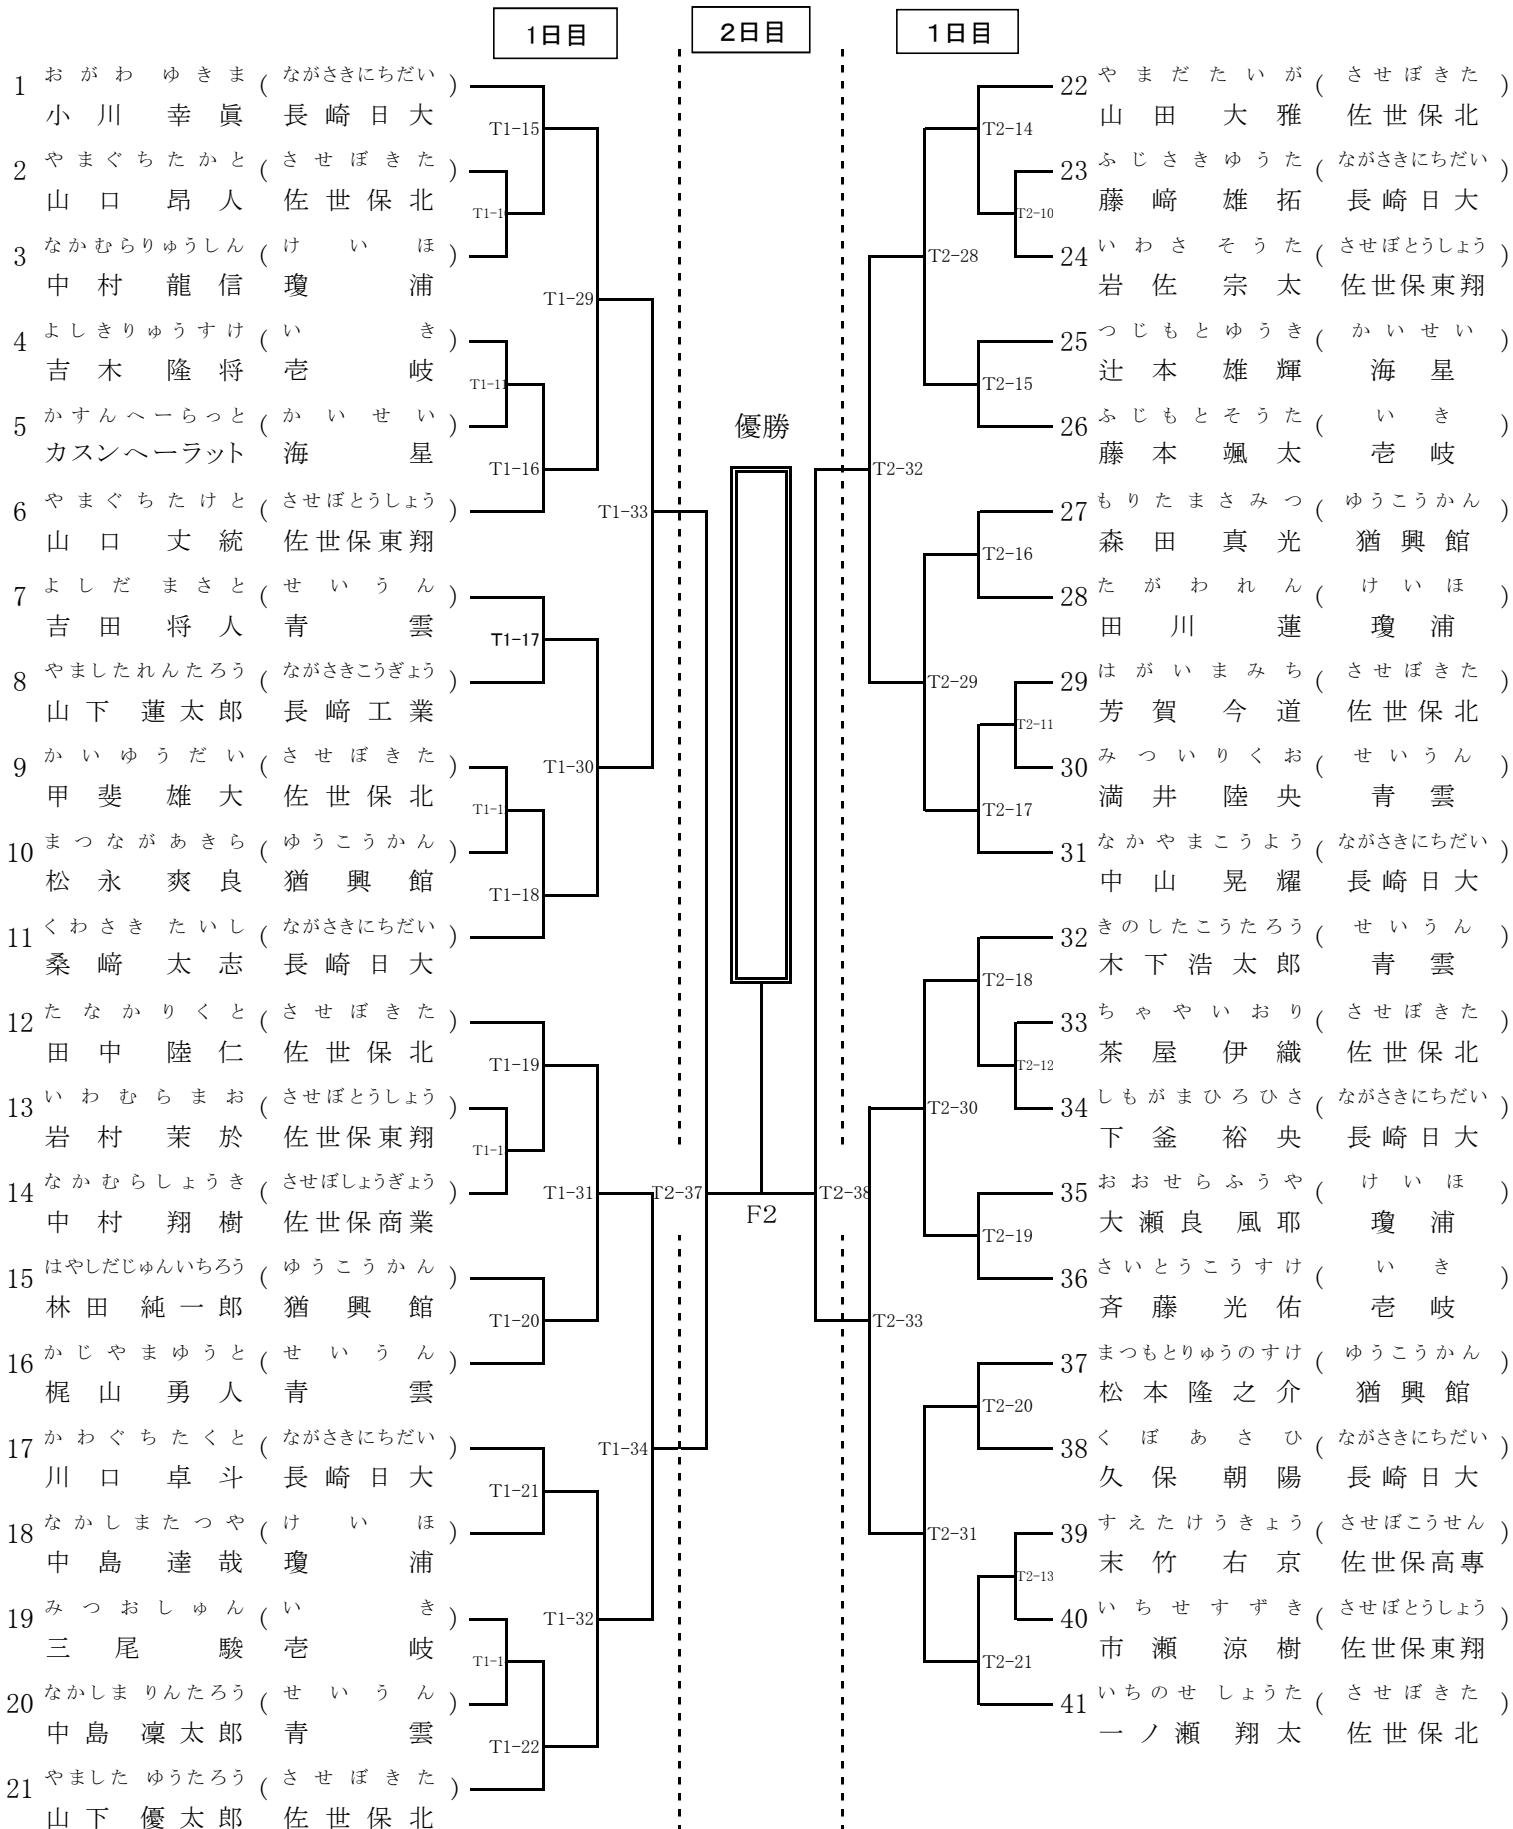 1日目
2日目
1日目
おがわ ゆきま ( ながさきにちだい )
1 小川 幸眞 長崎日大
やまぐちたかと ( させぼきた )
2 山口 昂人 佐世保北
なかむらりゅうしん ( けいほ )
3 中村 龍信 瓊浦
よしきりゅうすけ ( いき )
4 吉木 隆将 壱岐
かすんへーらっと ( かいせい )
5 カスンヘーラット 海星
やまぐちたけと ( させぼとうしょう )
6 山口 丈統 佐世保東翔
よしだ まさと ( せいうん )
7 吉田 将人 青雲
やましたれんたろう ( ながさきこうぎょう )
8 山下 蓮太郎 長崎工業
かいゆうだい ( させぼきた )
9 甲斐 雄大 佐世保北
まつながあきら ( ゆうこうかん )
10 松永 爽良 猶興館
くわさき たいし ( ながさきにちだい )
11 桑﨑 太志 長崎日大
たなかりくと ( させぼきた )
12 田中 陸仁 佐世保北
いわむらまお ( させぼとうしょう )
13 岩村 茉於 佐世保東翔
なかむらしょうき ( させぼしょうぎょう )
14 中村 翔樹 佐世保商業
はやしだじゅんいちろう ( ゆうこうかん )
15 林田 純一郎 猶興館
かじやまゆうと ( せいうん )
16 梶山 勇人 青雲
かわぐちたくと ( ながさきにちだい )
17 川口 卓斗 長崎日大
なかしまたつや ( けいほ )
18 中島 達哉 瓊浦
みつおしゅん ( いき )
19 三尾 駿 壱岐
なかしま りんたろう ( せいうん )
20 中島 凜太郎 青雲
やました ゆうたろう ( させぼきた )
21 山下 優太郎 佐世保北
T1-15
T1-1
T1-29
T1-11
T1-16
T1-33
T1-17
T1-30
T1-1
T1-18
T1-19
T1-1
T1-31
T1-20
T1-34
T1-21
T1-32
T1-1
T1-22
優勝
T2-37
F2
T2-38
T2-14
T2-10
T2-28
T2-15
T2-32
T2-16
T2-29
T2-11
T2-17
T2-18
T2-12
T2-30
T2-19
T2-33
T2-20
T2-31
T2-13
T2-21
やまだたいが ( させぼきた )
22 山田 大雅 佐世保北
ふじさきゆうた ( ながさきにちだい )
23 藤﨑 雄拓 長崎日大
いわさ そうた ( させぼとうしょう )
24 岩佐 宗太 佐世保東翔
つじもとゆうき ( かいせい )
25 辻本 雄輝 海星
ふじもとそうた ( いき )
26 藤本 颯太 壱岐
もりたまさみつ ( ゆうこうかん )
27 森田 真光 猶興館
たがわれん ( けいほ )
28 田川 蓮 瓊浦
はがいまみち ( させぼきた )
29 芳賀 今道 佐世保北
みついりくお ( せいうん )
30 満井 陸央 青雲
なかやまこうよう ( ながさきにちだい )
31 中山 晃耀 長崎日大
きのしたこうたろう ( せいうん )
32 木下浩太郎 青雲
ちゃやいおり ( させぼきた )
33 茶屋 伊織 佐世保北
しもがまひろひさ ( ながさきにちだい )
34 下釜 裕央 長崎日大
おおせらふうや ( けいほ )
35 大瀬良 風耶 瓊浦
さいとうこうすけ ( いき )
36 斉藤 光佑 壱岐
まつもとりゅうのすけ ( ゆうこうかん )
37 松本隆之介 猶興館
くぼあさひ ( ながさきにちだい )
38 久保 朝陽 長崎日大
すえたけうきょう ( させぼこうせん )
39 末竹 右京 佐世保高専
いちせすずき ( させぼとうしょう )
40 市瀬 涼樹 佐世保東翔
いちのせ しょうた ( させぼきた )
41 一ノ瀬 翔太 佐世保北